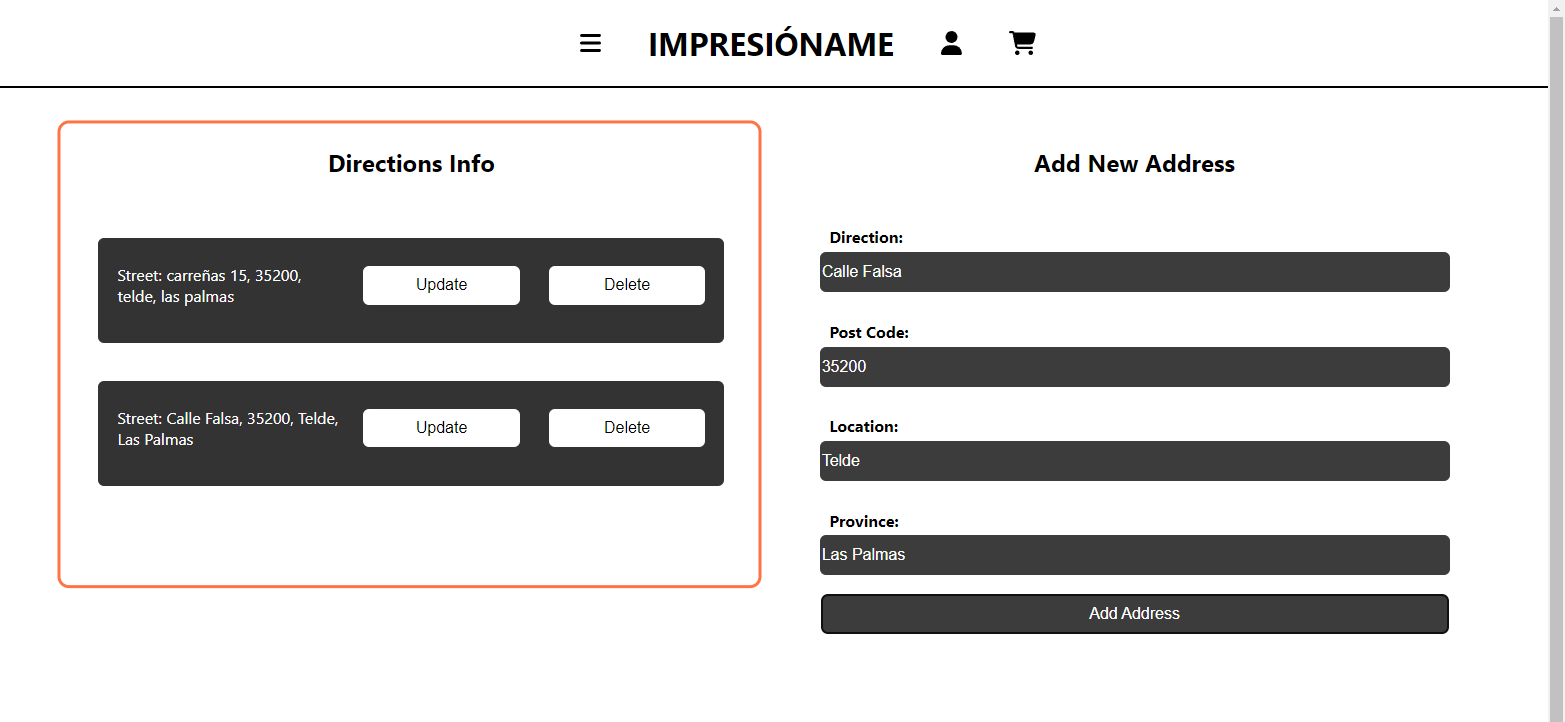 IMPRESIÓNAME
Directions Info
Street: carreñas 15, 35200,
telde, las palmas
Update
Delete
Street: Calle Falsa, 35200, Telde,
Las Palmas
Update
Delete
Add New Address
Direction:
Calle Falsa
Post Code:
35200
Location:
Telde
Province:
Las Palmas
Add Address